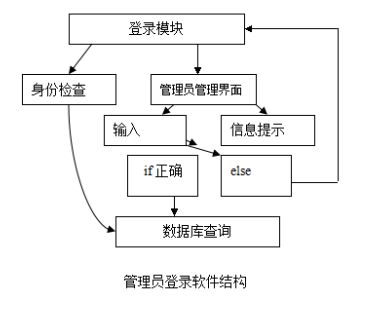 登录模块
身份检查
管理员管理界面
输入
信息提示
if 正确
else
数据库查询
管理员登录软件结构